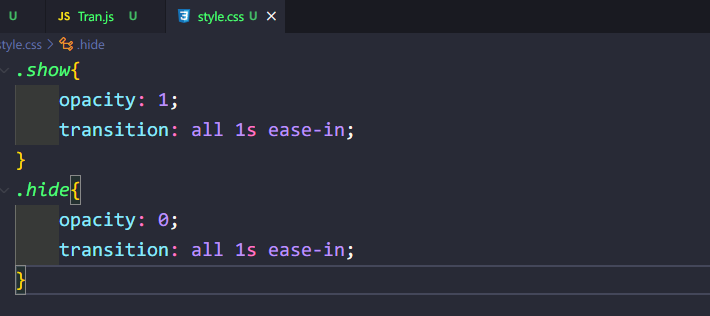 U JS Tran.js U style.css U ×
style.css > .hide
.show{
opacity: 1;
transition: all 1s ease-in;
}
.hide{
opacity: 0;
transition: all 1s ease-in;
}